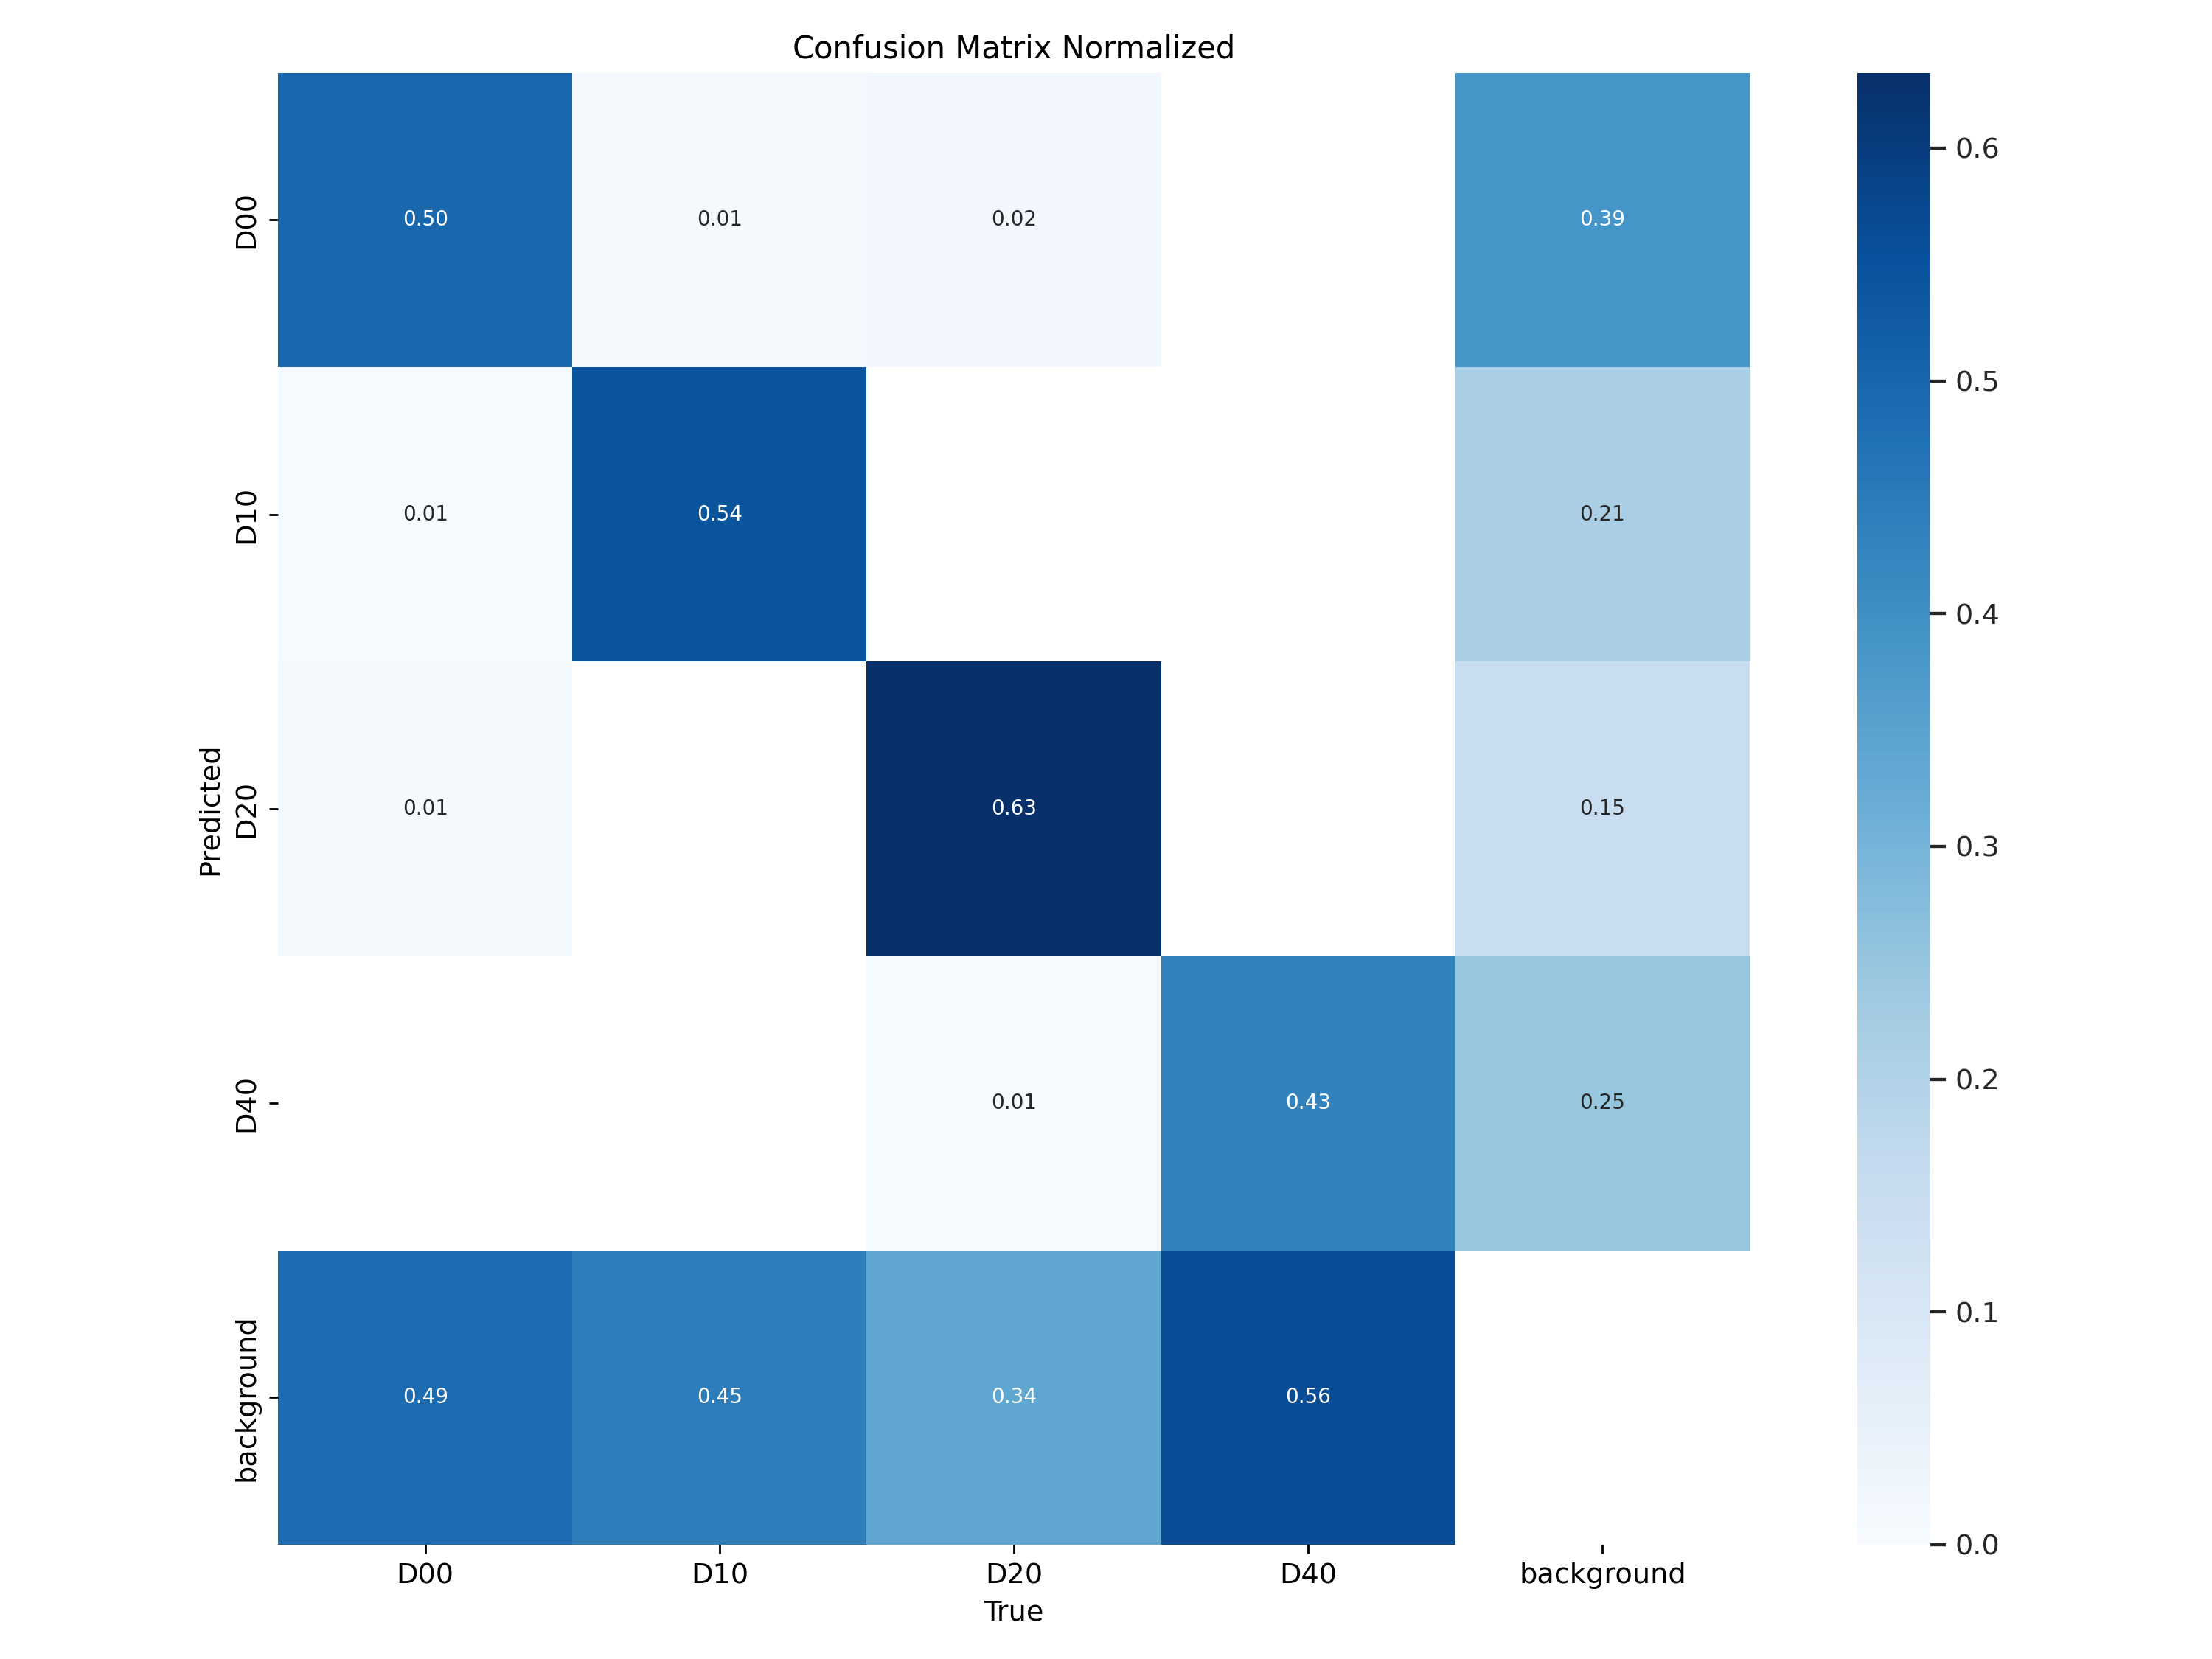 Confusion Matrix Normalized
D00 0.50 0.01 0.02 0.39
D10 0.01 0.54 0.21
D20 0.01 0.63 0.15
D40 0.01 0.43 0.25
background 0.49 0.45 0.34 0.56
Predicted
D00 D10 D20 D40 background
True
0.6
0.5
0.4
0.3
0.2
0.1
0.0